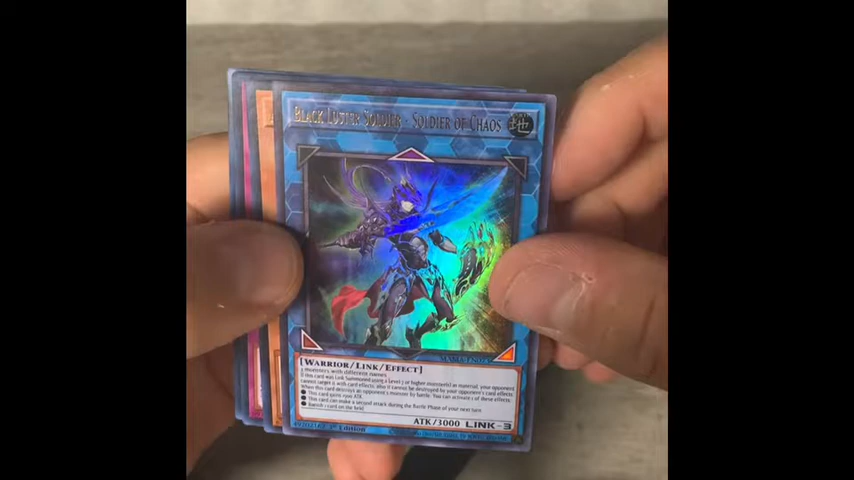 BLACK LUSTER SOLDIER - SOLDIER OF CHAOS
地
[WARRIOR/LINK/EFFECT]
3 monsters with different names
If this card was Link Summoned using a Level 7 or higher monster(s) as material, your opponent
cannot target it with card effects, also it cannot be destroyed by your opponent's card effects.
When this card destroys an opponent's monster by battle: You can activate 1 of these effects;
● This card gains 1500 ATK.
● This card can make a second attack during the Battle Phase of your next turn.
● Banish 1 card on the field.
ATK/3000 LINK-3
1st Edition